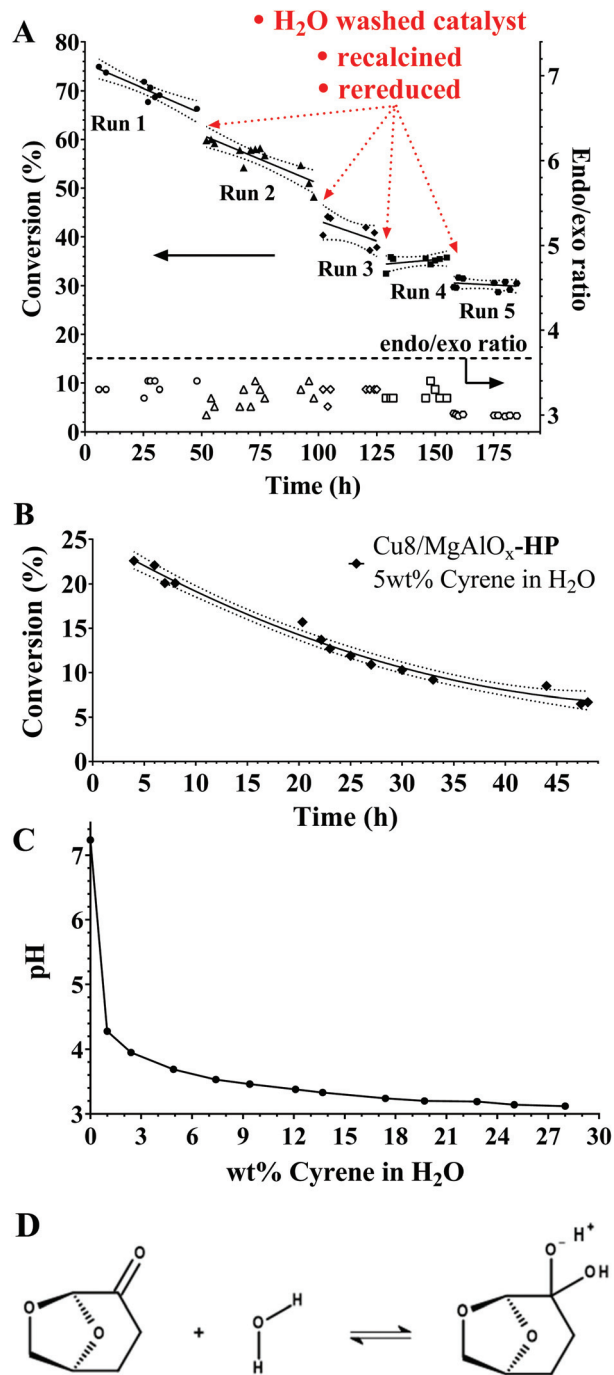 A
• H₂O washed catalyst
• recalcined
• rereduced
Conversion (%)
80
70
60
50
40
30
20
10
0
Run 1
Run 2
Run 3
Run 4
Run 5
endo/exo ratio
7
6
5
4
3
Endo/exo ratio
0
25
50
75
100
125
150
175
Time (h)
B
Cu8/MgAlOₓ-HP
5wt% Cyrene in H₂O
Conversion (%)
25
20
15
10
5
0
0
5
10
15
20
25
30
35
40
45
Time (h)
C
pH
7
6
5
4
3
0
3
6
9
12
15
18
21
24
27
30
wt% Cyrene in H₂O
D
O
O
O
+
H
O
H
O⁻ H⁺
OH
O
O